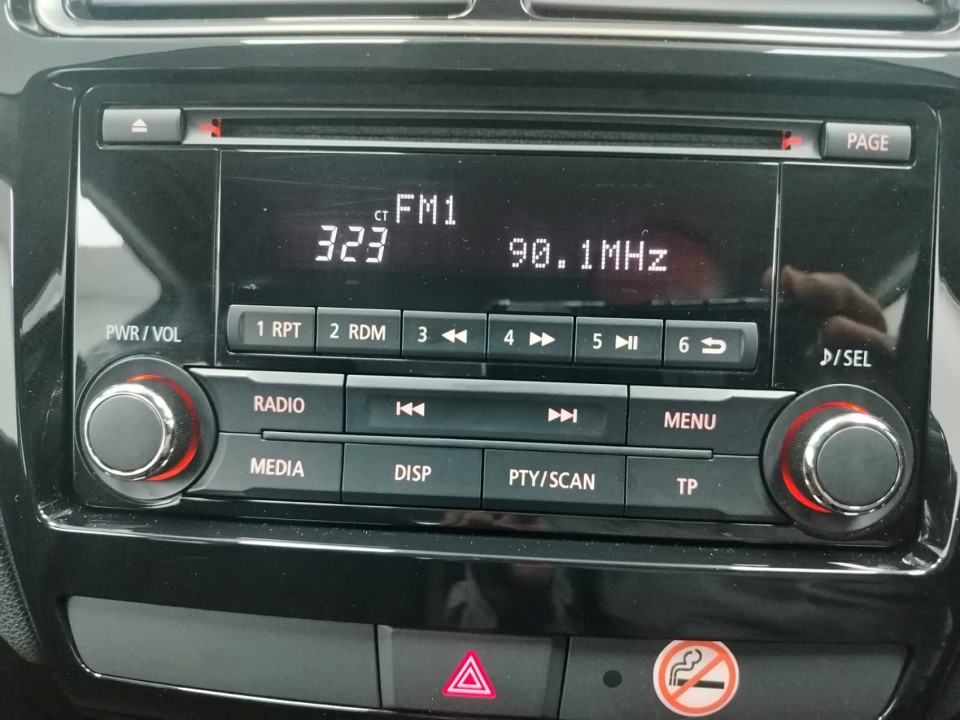 PAGE
CT FM1
323 90.1MHz
PWR/VOL
1 RPT 2 RDM 3 4 5 6
♪/SEL
RADIO MENU
MEDIA DISP PTY/SCAN TP